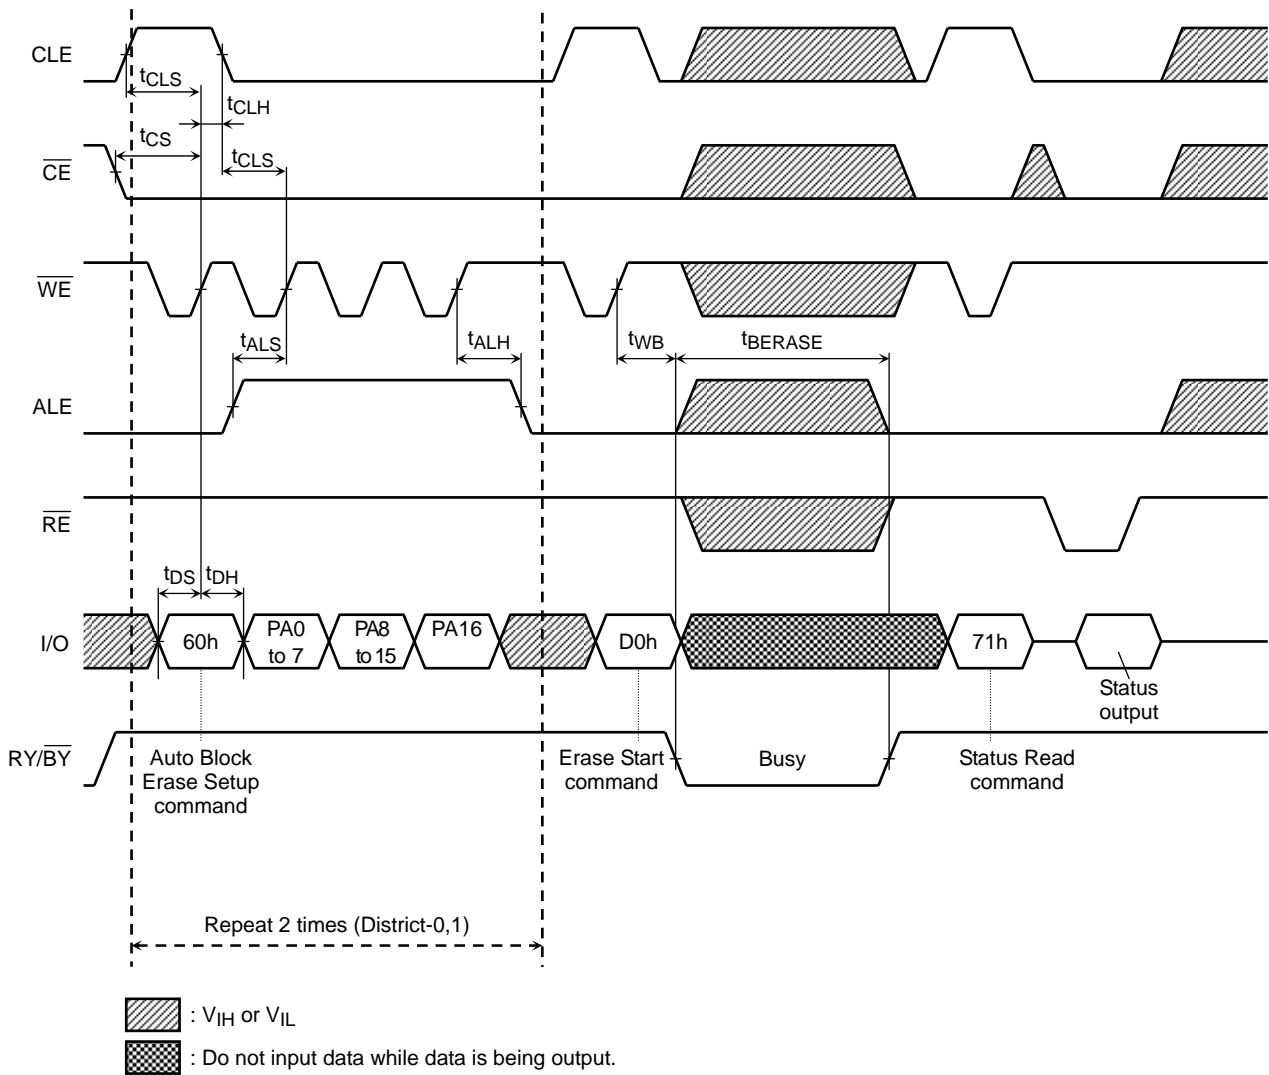 CLE
tCLS
tCLH
tCS
tCLS
CE
WE
tALS
tALH
tWB
tBERASE
ALE
RE
tDS
tDH
I/O
60h
PA0
to 7
PA8
to 15
PA16
D0h
71h
Status
output
RY/BY
Auto Block
Erase Setup
command
Erase Start
command
Busy
Status Read
command
Repeat 2 times (District-0,1)
: VIH or VIL
: Do not input data while data is being output.